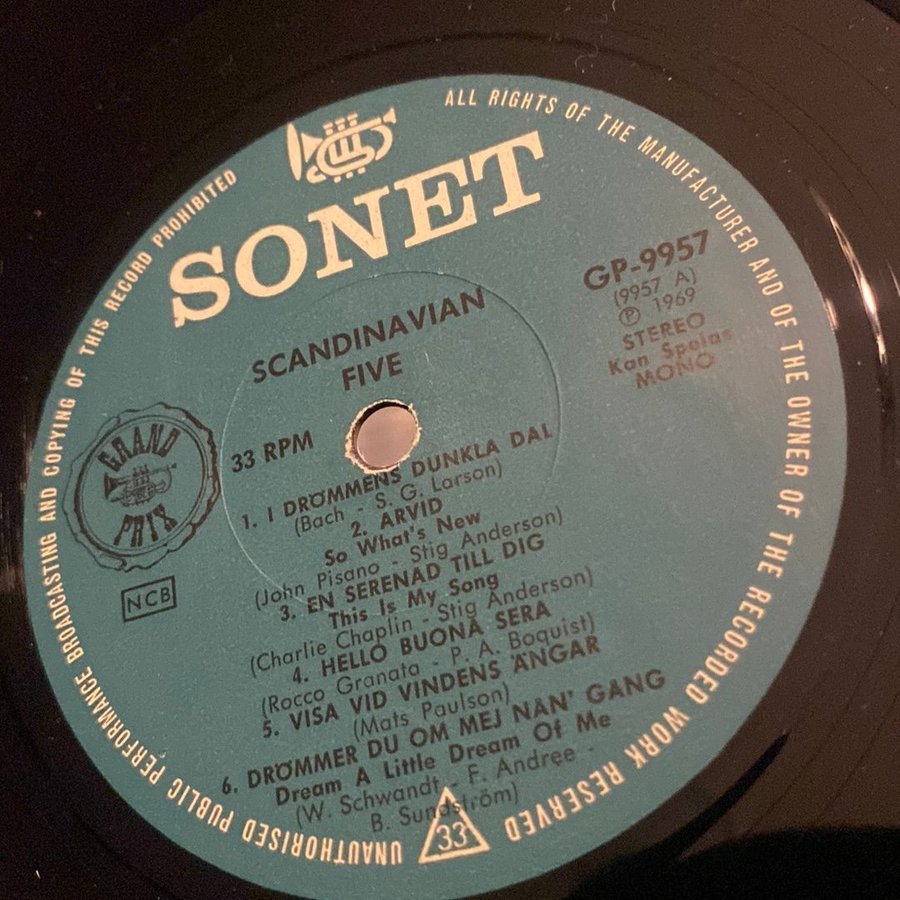 ALL RIGHTS OF THE MANUFACTURER AND OF THE OWNER OF THE RECORDED WORK RESERVED
UNAUTHORISED PUBLIC PERFORMANCE BROADCASTING AND COPYING OF THIS RECORD PROHIBITED
SONET
GP-9957
(9957 A)
℗ 1969
STEREO
Kan Spelas
MONO
SCANDINAVIAN
FIVE
GRAND
PRIX
33 RPM
NCB
1. I DRÖMMENS DUNKLA DAL
(Bach - S. G. Larson)
2. ARVID
So What's New
(John Pisano - Stig Anderson)
3. EN SERENAD TILL DIG
This Is My Song
(Charlie Chaplin - Stig Anderson)
4. HELLO BUONA SERA
(Rocco Granata - P. A. Boquist)
5. VISA VID VINDENS ÄNGAR
(Mats Paulson)
6. DRÖMMER DU OM MEJ NÅN' GÅNG
Dream A Little Dream Of Me
(W. Schwandt - F. Andree -
B. Sundström)
33